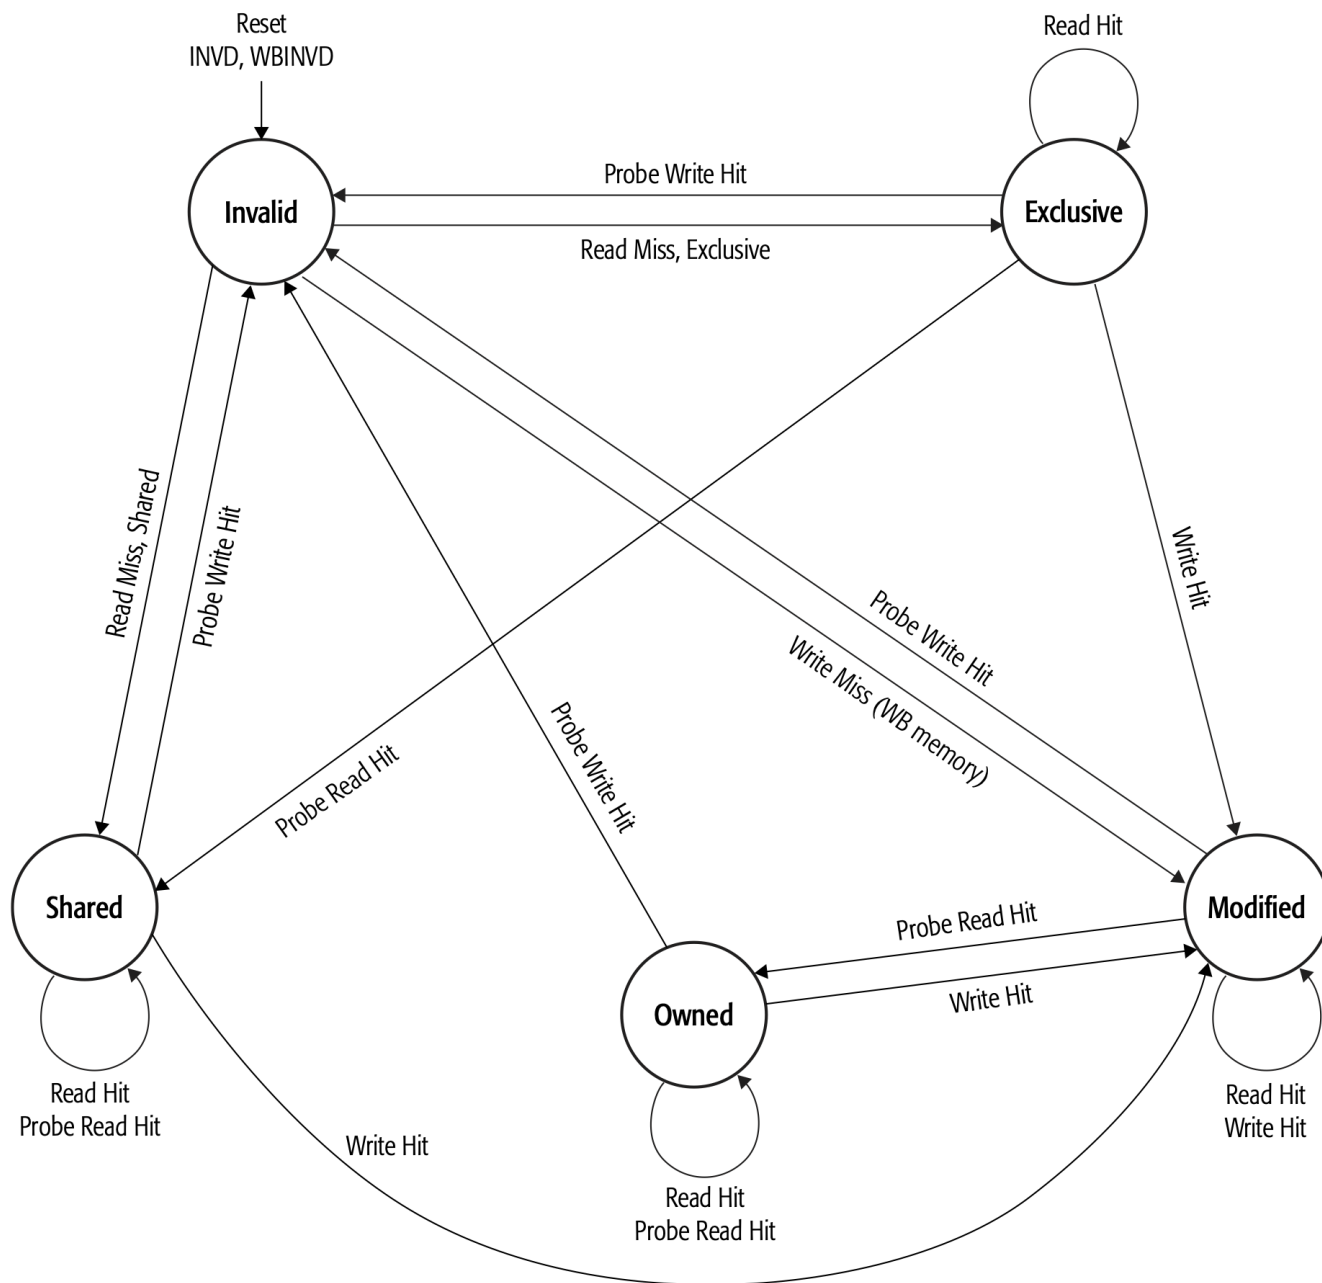 Reset
INVD, WBINVD
Read Hit
Probe Write Hit
Invalid
Exclusive
Read Miss, Exclusive
Read Miss, Shared
Probe Write Hit
Write Hit
Probe Write Hit
Write Miss (WB memory)
Probe Write Hit
Probe Read Hit
Shared
Modified
Probe Read Hit
Owned
Write Hit
Read Hit
Probe Read Hit
Read Hit
Write Hit
Write Hit
Read Hit
Probe Read Hit